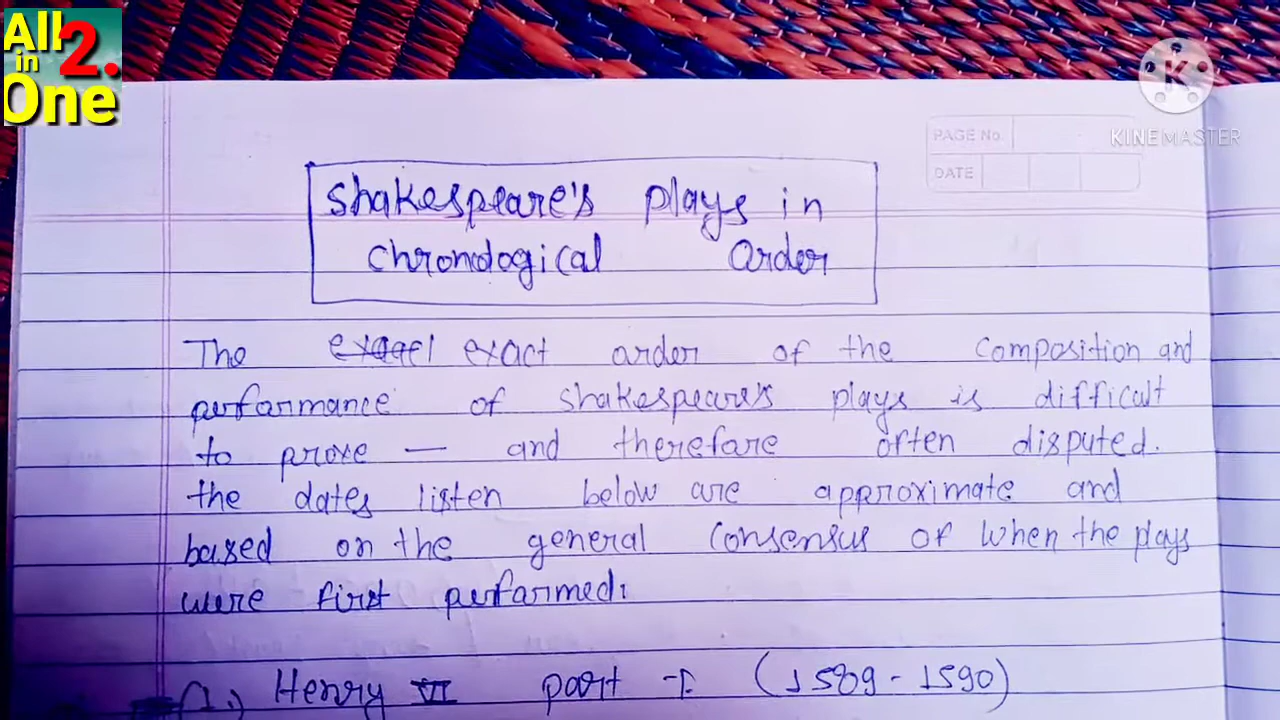 All 2.
in
One
KINEMASTER
PAGE No.
DATE
Shakespeare's plays in
chronological order
The exact order of the composition and
performance of Shakespeare's plays is difficult
to prove — and therefore often disputed.
the dates listen below are approximate and
based on the general consensus of when the plays
were first performed:
(1.) Henry VI part -I (1589-1590)